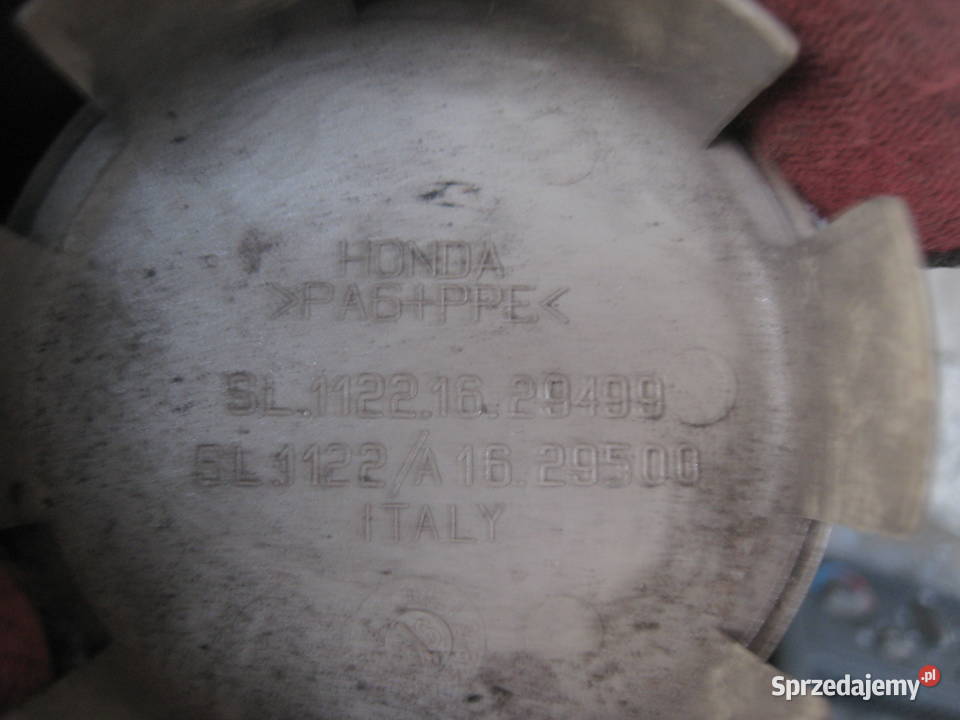 HONDA
>PA6+PPE<
SL.1122.16.29499
SL.1122/A 16.29500
ITALY
Sprzedajemy.pl